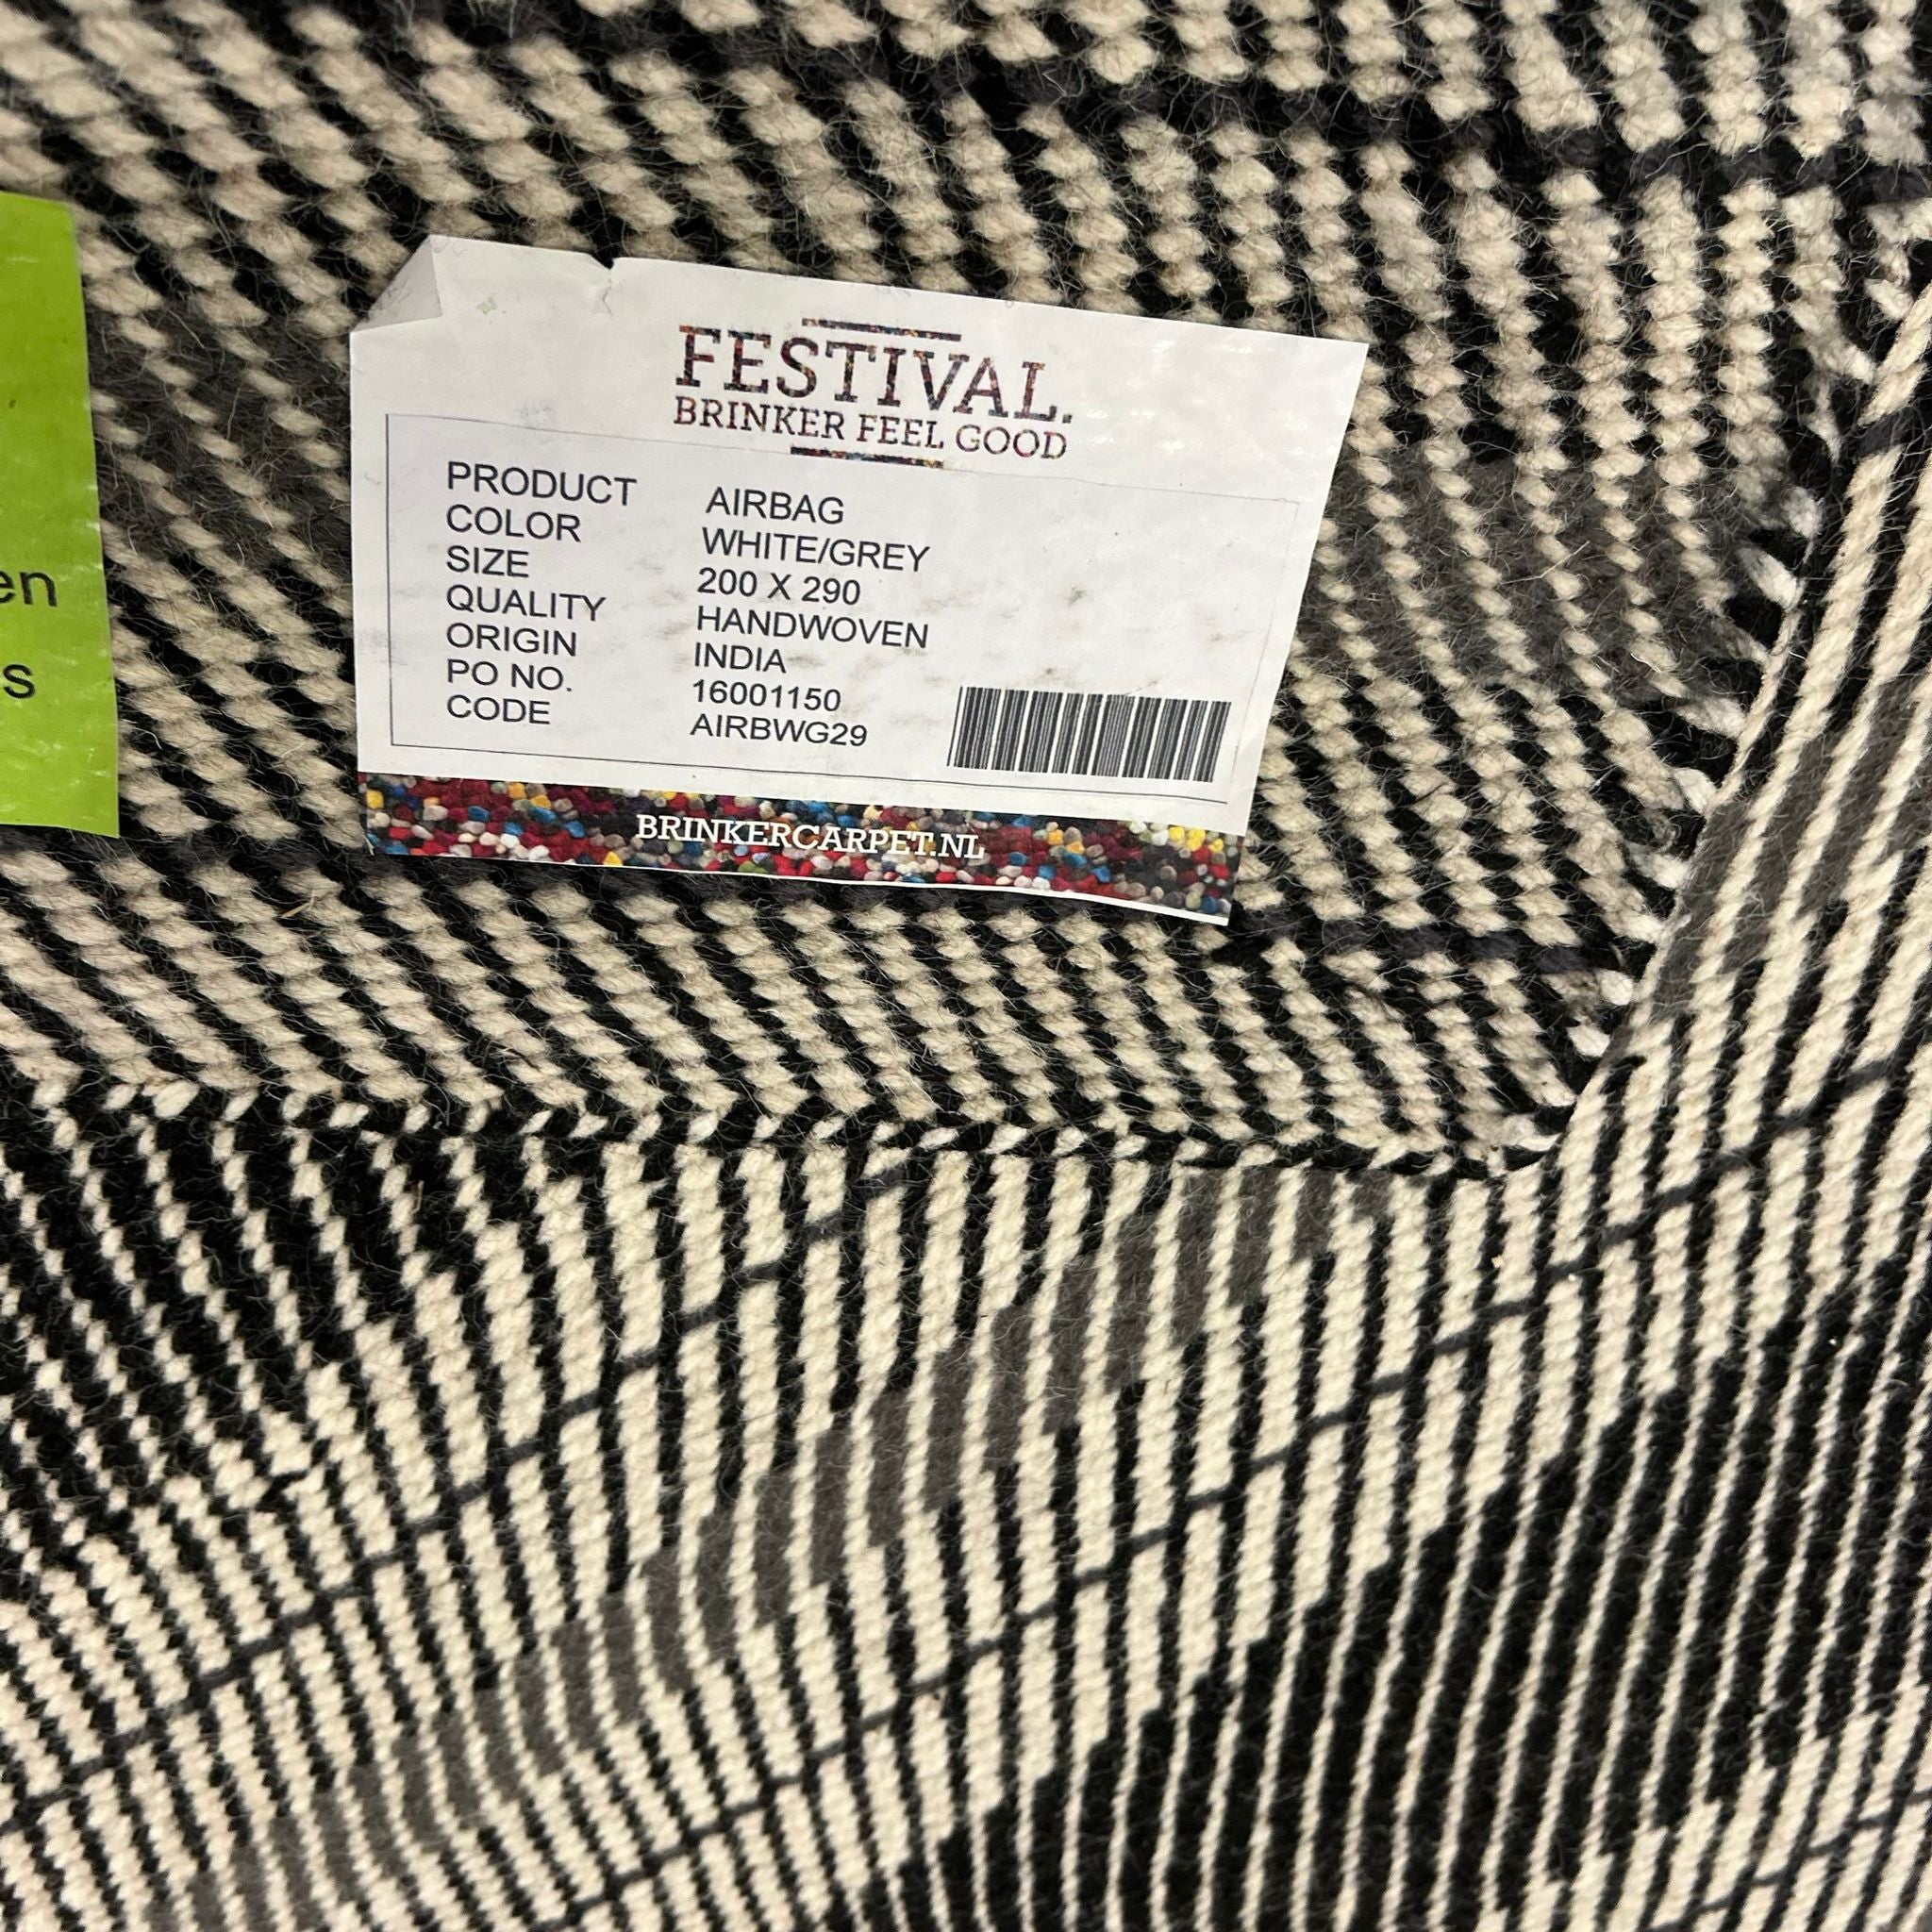 FESTIVAL.
BRINKER FEEL GOOD
PRODUCT AIRBAG
COLOR WHITE/GREY
SIZE 200 X 290
QUALITY HANDWOVEN
ORIGIN INDIA
PO NO. 16001150
CODE AIRBWG29
BRINKERCARPET.NL
en
s